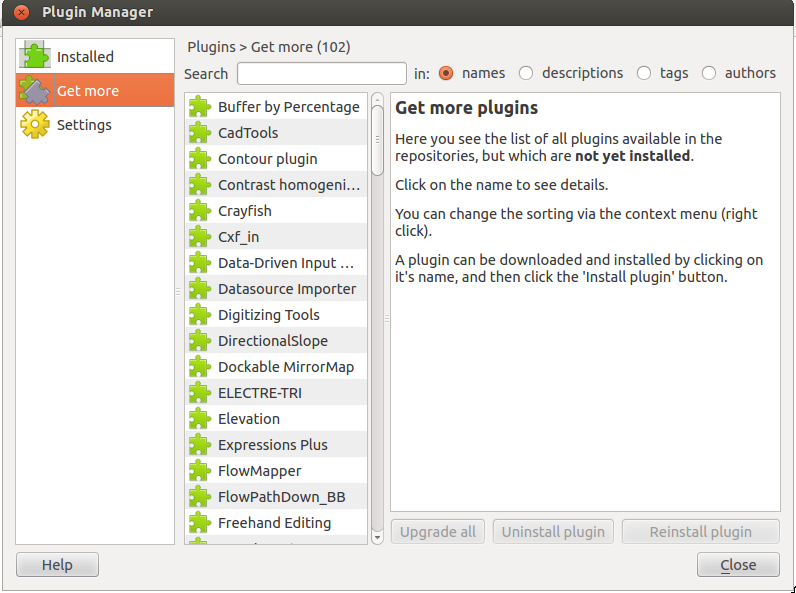 Plugin Manager
Installed
Get more
Settings
Plugins > Get more (102)
Search
in:
names
descriptions
tags
authors
Buffer by Percentage
CadTools
Contour plugin
Contrast homogeni...
Crayfish
Cxf_in
Data-Driven Input ...
Datasource Importer
Digitizing Tools
DirectionalSlope
Dockable MirrorMap
ELECTRE-TRI
Elevation
Expressions Plus
FlowMapper
FlowPathDown_BB
Freehand Editing
Get more plugins
Here you see the list of all plugins available in the
repositories, but which are not yet installed.
Click on the name to see details.
You can change the sorting via the context menu (right
click).
A plugin can be downloaded and installed by clicking on
it's name, and then click the 'Install plugin' button.
Upgrade all
Uninstall plugin
Reinstall plugin
Help
Close